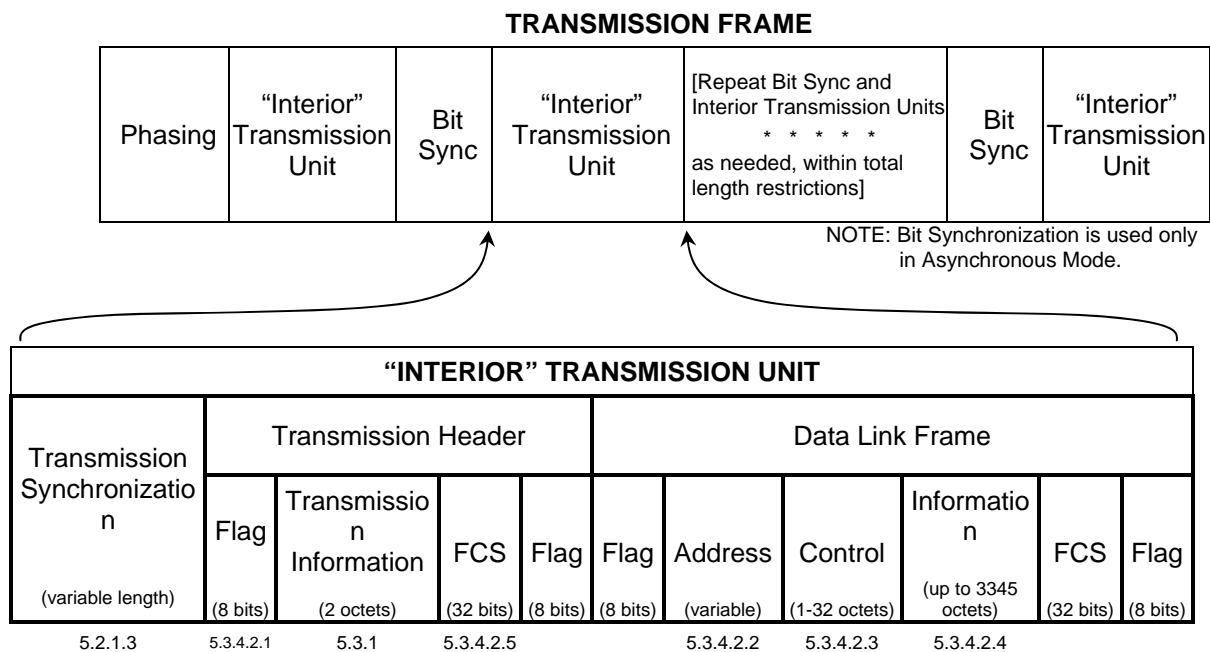 TRANSMISSION FRAME
Phasing
“Interior”
Transmission
Unit
Bit
Sync
“Interior”
Transmission
Unit
[Repeat Bit Sync and
Interior Transmission Units
* * * * *
as needed, within total
length restrictions]
Bit
Sync
“Interior”
Transmission
Unit
NOTE: Bit Synchronization is used only
in Asynchronous Mode.
“INTERIOR” TRANSMISSION UNIT
Transmission
Synchronizatio
n
(variable length)
Transmission Header
Data Link Frame
Flag
(8 bits)
Transmissio
n
Information
(2 octets)
FCS
(32 bits)
Flag
(8 bits)
Flag
(8 bits)
Address
(variable)
Control
(1-32 octets)
Informatio
n
(up to 3345
octets)
FCS
(32 bits)
Flag
(8 bits)
5.2.1.3
5.3.4.2.1
5.3.1
5.3.4.2.5
5.3.4.2.2
5.3.4.2.3
5.3.4.2.4